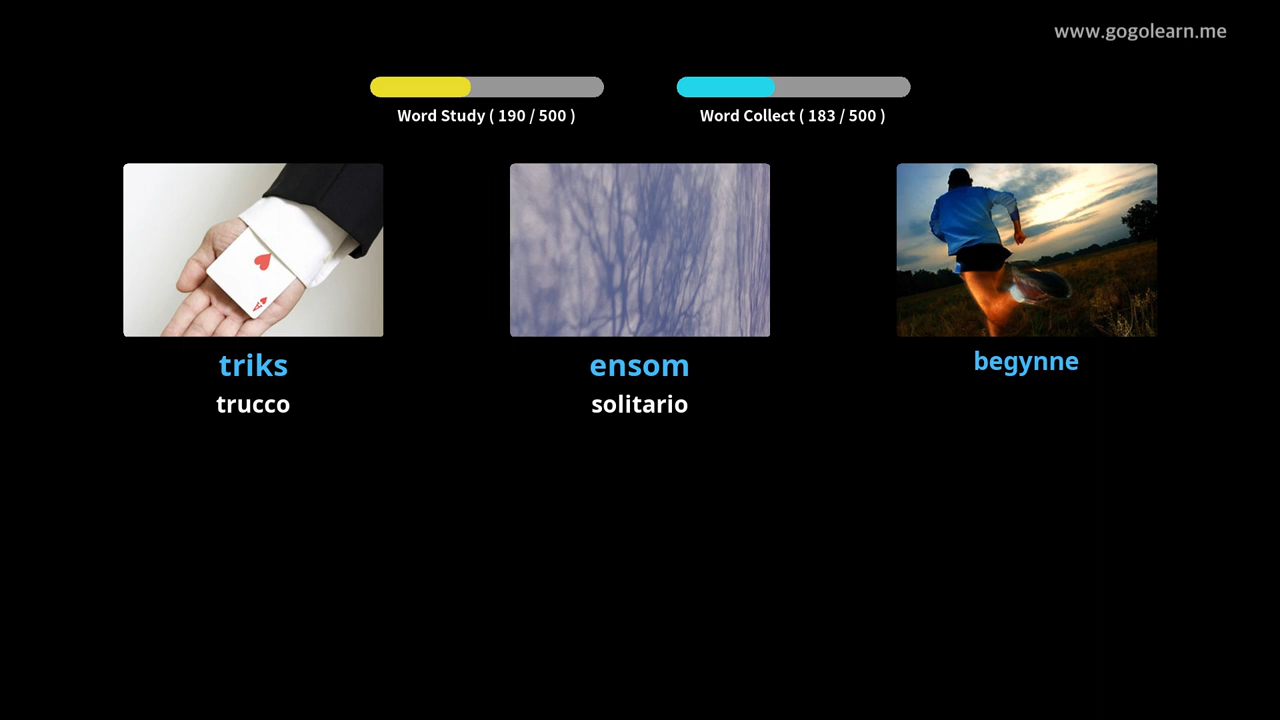 www.gogolearn.me
Word Study ( 190 / 500 )
Word Collect ( 183 / 500 )
triks
trucco
ensom
solitario
begynne